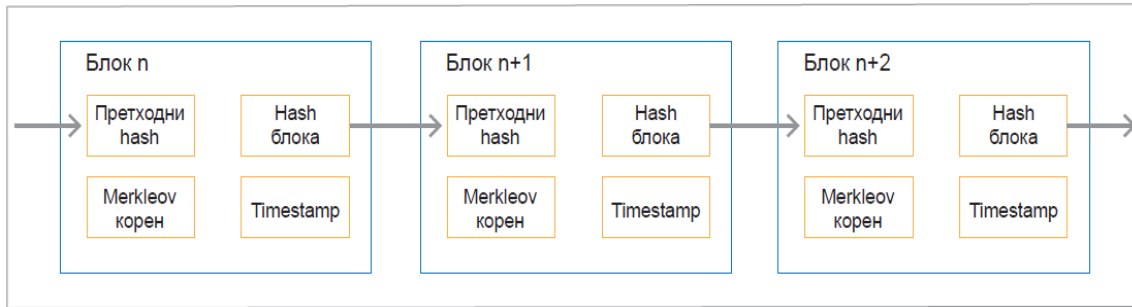 Блок n
Претходни
hash
Hash
блока
Merkleov
корен
Timestamp
Блок n+1
Претходни
hash
Hash
блока
Merkleov
корен
Timestamp
Блок n+2
Претходни
hash
Hash
блока
Merkleov
корен
Timestamp